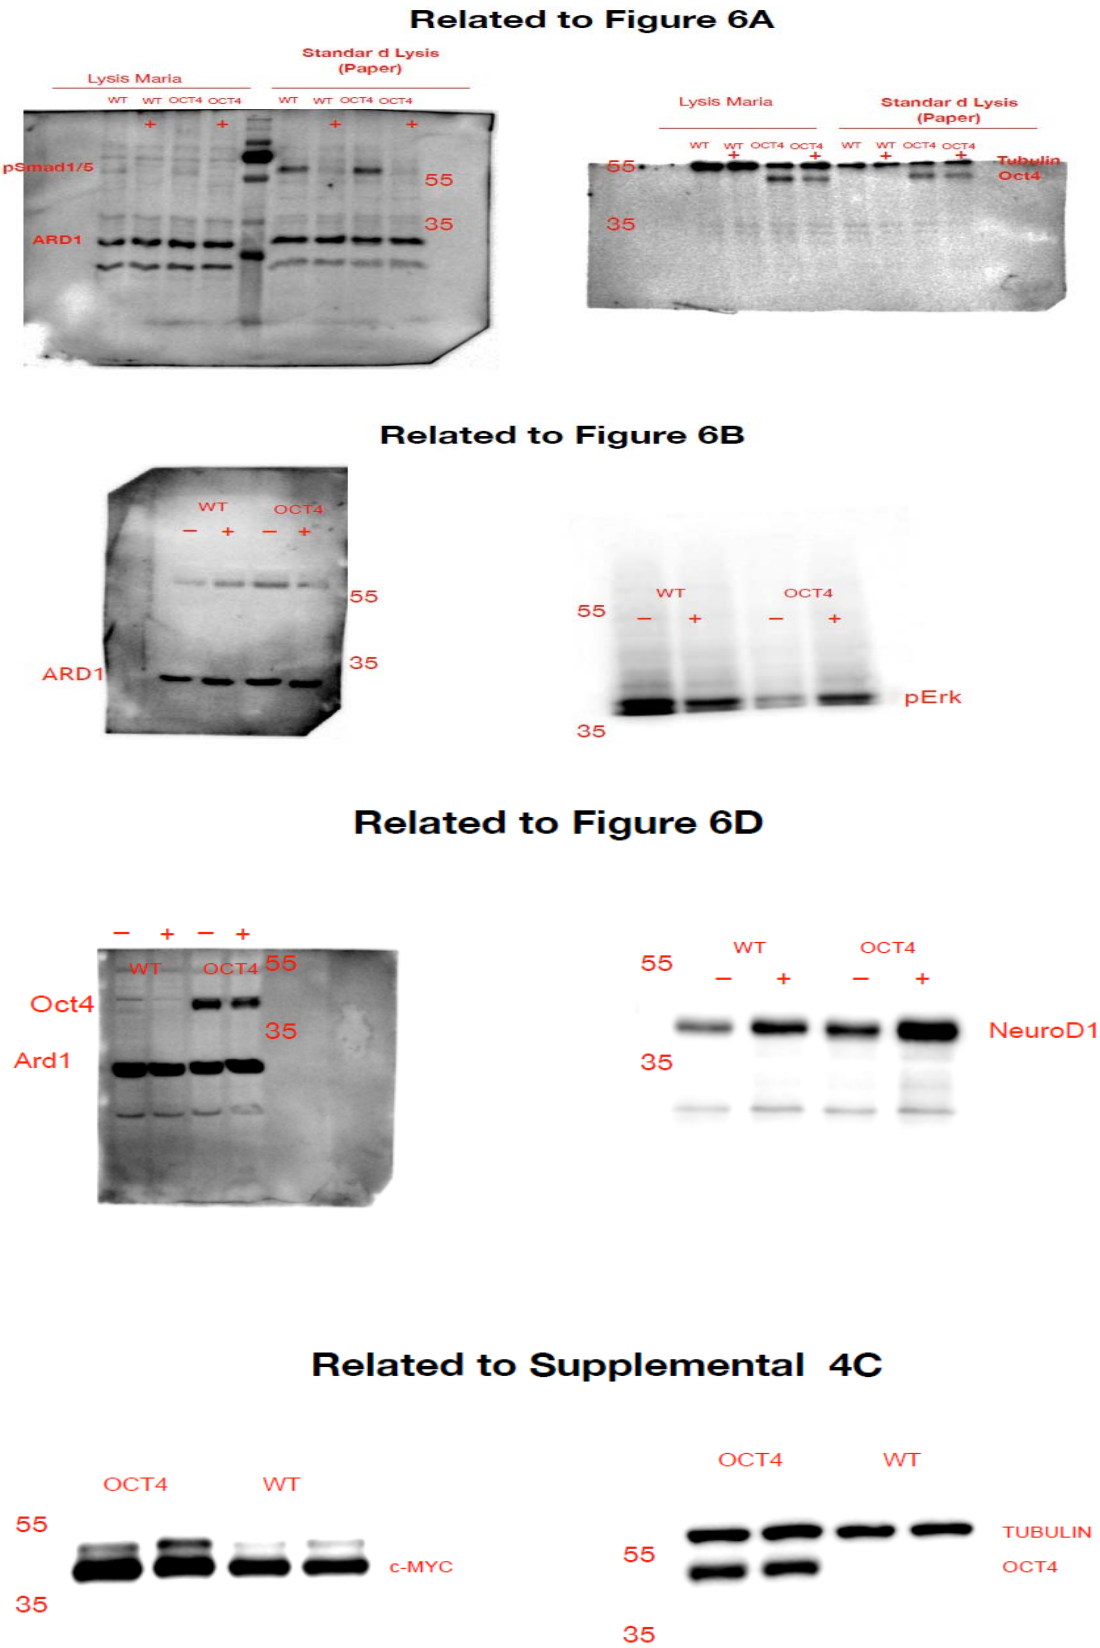 Related to Figure 6A
Standar d Lysis
(Paper)
Lysis Maria
WT WT OCT4 OCT4 WT WT OCT4 OCT4
+ + + +
pSmad1/5
55
35
ARD1
Lysis Maria
Standar d Lysis
(Paper)
WT WT OCT4 OCT4 WT WT OCT4 OCT4
+ + + +
55
Tubulin
Oct4
35
Related to Figure 6B
WT OCT4
− + − +
55
35
ARD1
WT OCT4
55
− + − +
pErk
35
Related to Figure 6D
− + − +
WT OCT4 55
Oct4
35
Ard1
WT OCT4
55
− + − +
NeuroD1
35
Related to Supplemental 4C
OCT4 WT
55
c-MYC
35
OCT4 WT
TUBULIN
55
OCT4
35